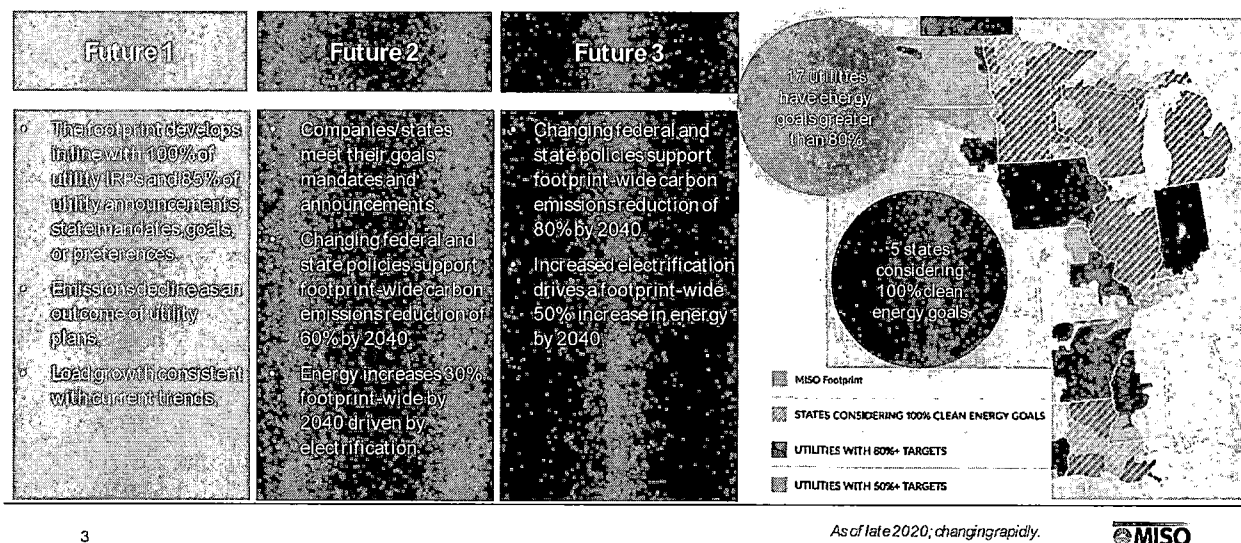 Future 1
The footprint develops
in line with 100% of
utility IRPs and 85% of
utility announcements,
state mandates, goals,
or preferences.
Emissions decline as an
outcome of utility
plans.
Load growth consistent
with current trends.
Future 2
Companies/states
meet their goals,
mandates and
announcements.
Changing federal and
state policies support
footprint-wide carbon
emissions reduction of
60% by 2040.
Energy increases 30%
footprint-wide by
2040 driven by
electrification.
Future 3
Changing federal and
state policies support
footprint-wide carbon
emissions reduction of
80% by 2040.
Increased electrification
drives a footprint-wide
50% increase in energy
by 2040.
17 utilities
have energy
goals greater
than 80%
5 states
considering
100% clean
energy goals
MISO Footprint
STATES CONSIDERING 100% CLEAN ENERGY GOALS
UTILITIES WITH 80%+ TARGETS
UTILITIES WITH 50%+ TARGETS
3
As of late 2020; changing rapidly.
MISO